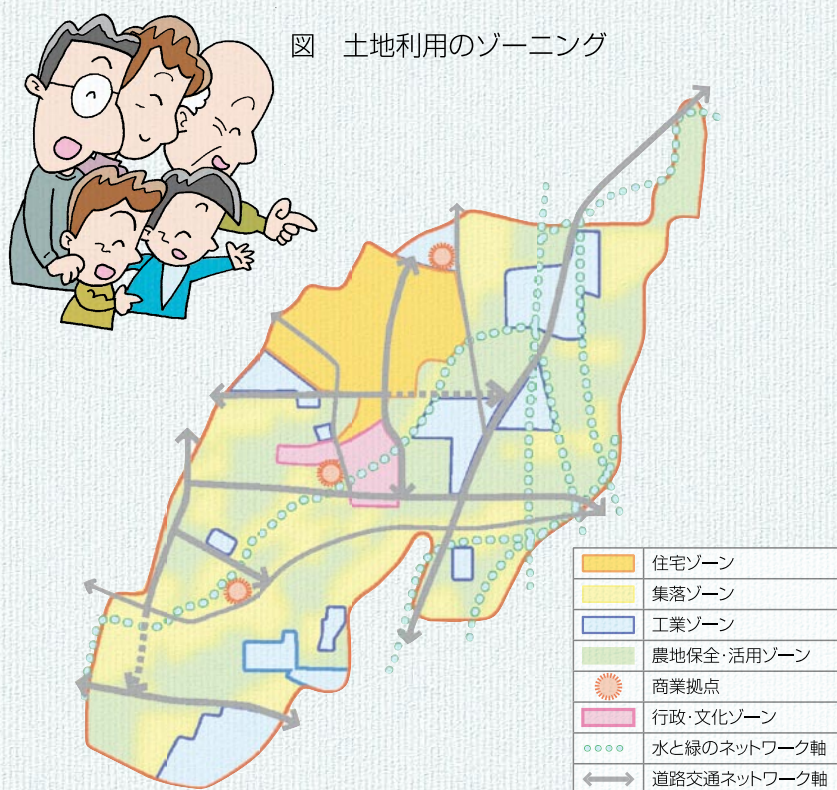 図　土地利用のゾーニング
住宅ゾーン
集落ゾーン
工業ゾーン
農地保全・活用ゾーン
商業拠点
行政・文化ゾーン
水と緑のネットワーク軸
道路交通ネットワーク軸